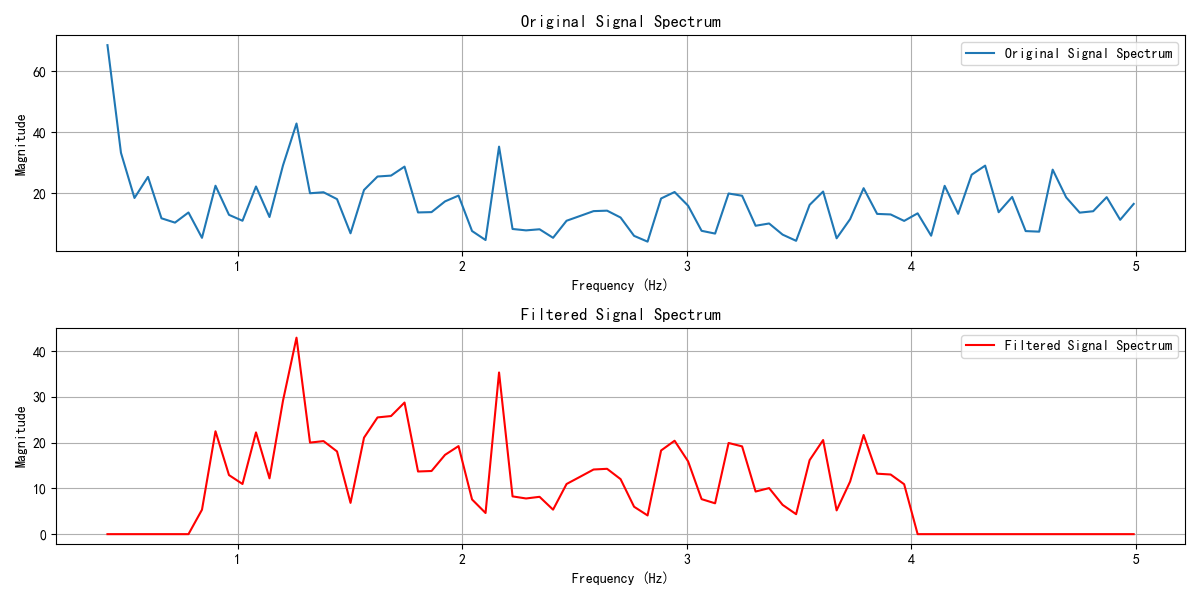 Original Signal Spectrum
Original Signal Spectrum
Magnitude
60
40
20
1 2 3 4 5
Frequency (Hz)
Filtered Signal Spectrum
Filtered Signal Spectrum
Magnitude
40
30
20
10
0
1 2 3 4 5
Frequency (Hz)